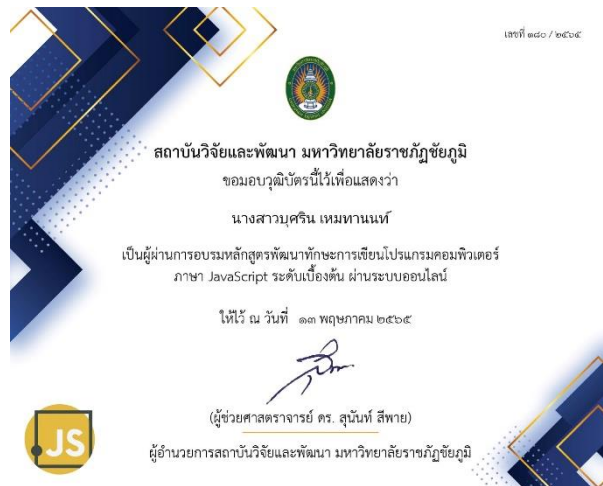 เลขที่ ๑๘๐ / ๒๕๖๕
สถาบันวิจัยและพัฒนา มหาวิทยาลัยราชภัฏชัยภูมิ
ขอมอบวุฒิบัตรนี้ไว้เพื่อแสดงว่า
นางสาวบุศริน เหมทานนท์
เป็นผู้ผ่านการอบรมหลักสูตรพัฒนาทักษะการเขียนโปรแกรมคอมพิวเตอร์
ภาษา JavaScript ระดับเบื้องต้น ผ่านระบบออนไลน์
ให้ไว้ ณ วันที่ ๑๓ พฤษภาคม ๒๕๖๕
(ผู้ช่วยศาสตราจารย์ ดร. สุนันท์ สีพาย)
JS
ผู้อำนวยการสถาบันวิจัยและพัฒนา มหาวิทยาลัยราชภัฏชัยภูมิ